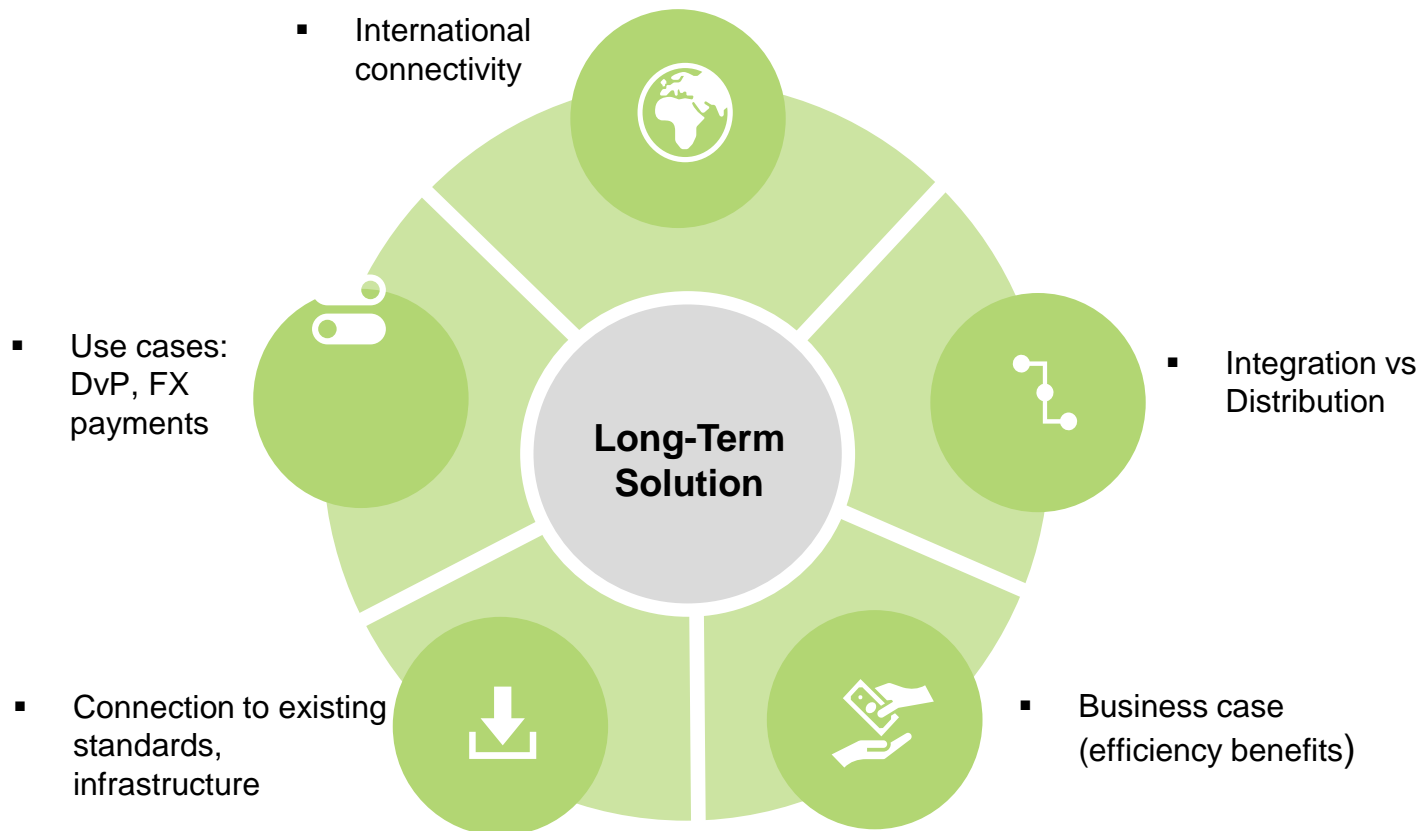 ▪ International
connectivity
▪ Use cases:
DvP, FX
payments
▪ Integration vs
Distribution
Long-Term
Solution
▪ Connection to existing
standards,
infrastructure
▪ Business case
(efficiency benefits)